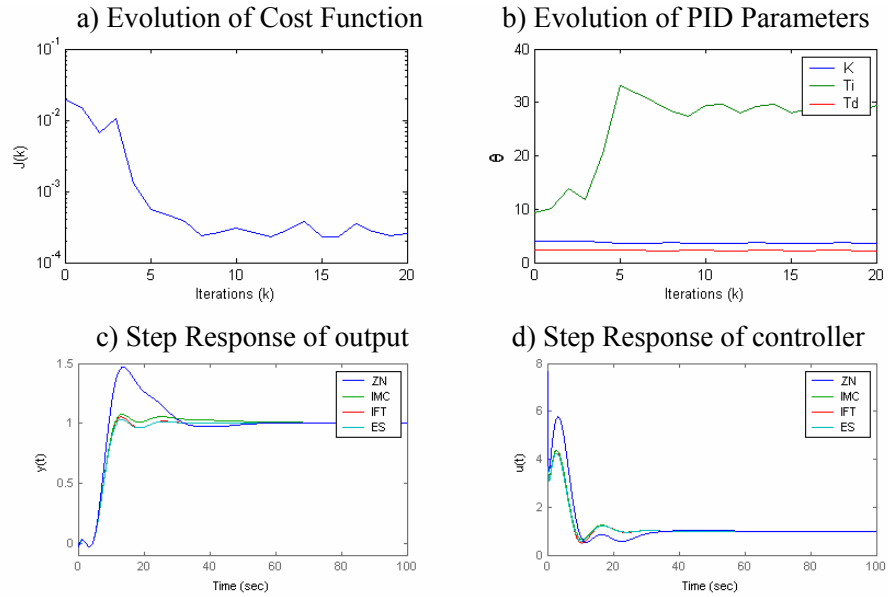 a) Evolution of Cost Function
10^-1
10^-2
10^-3
10^-4
J(k)
0 5 10 15 20
Iterations (k)
b) Evolution of PID Parameters
40
30
20
10
0
θ
K
Ti
Td
0 5 10 15 20
Iterations (k)
c) Step Response of output
1.5
1
0.5
0
y(t)
ZN
IMC
IFT
ES
0 20 40 60 80 100
Time (sec)
d) Step Response of controller
8
6
4
2
0
u(t)
ZN
IMC
IFT
ES
0 20 40 60 80 100
Time (sec)